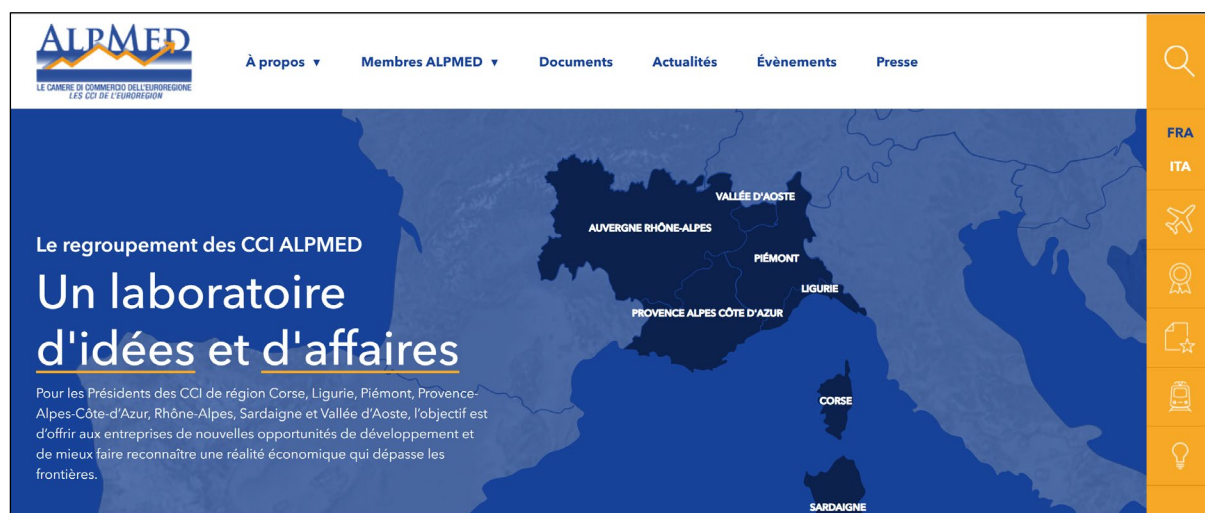 ALPMED
LE CAMERE DI COMMERCIO DELL'EUROREGIONE
LES CCI DE L'EUROREGION
À propos ▼
Membres ALPMED ▼
Documents
Actualités
Évènements
Presse
FRA
ITA
Le regroupement des CCI ALPMED
Un laboratoire
d'idées et d'affaires
Pour les Présidents des CCI de région Corse, Ligurie, Piémont, Provence-
Alpes-Côte-d'Azur, Rhône-Alpes, Sardaigne et Vallée d'Aoste, l'objectif est
d'offrir aux entreprises de nouvelles opportunités de développement et
de mieux faire reconnaître une réalité économique qui dépasse les
frontières.
VALLÉE D'AOSTE
AUVERGNE RHÔNE-ALPES
PIÉMONT
LIGURIE
PROVENCE ALPES CÔTE D'AZUR
CORSE
SARDAIGNE